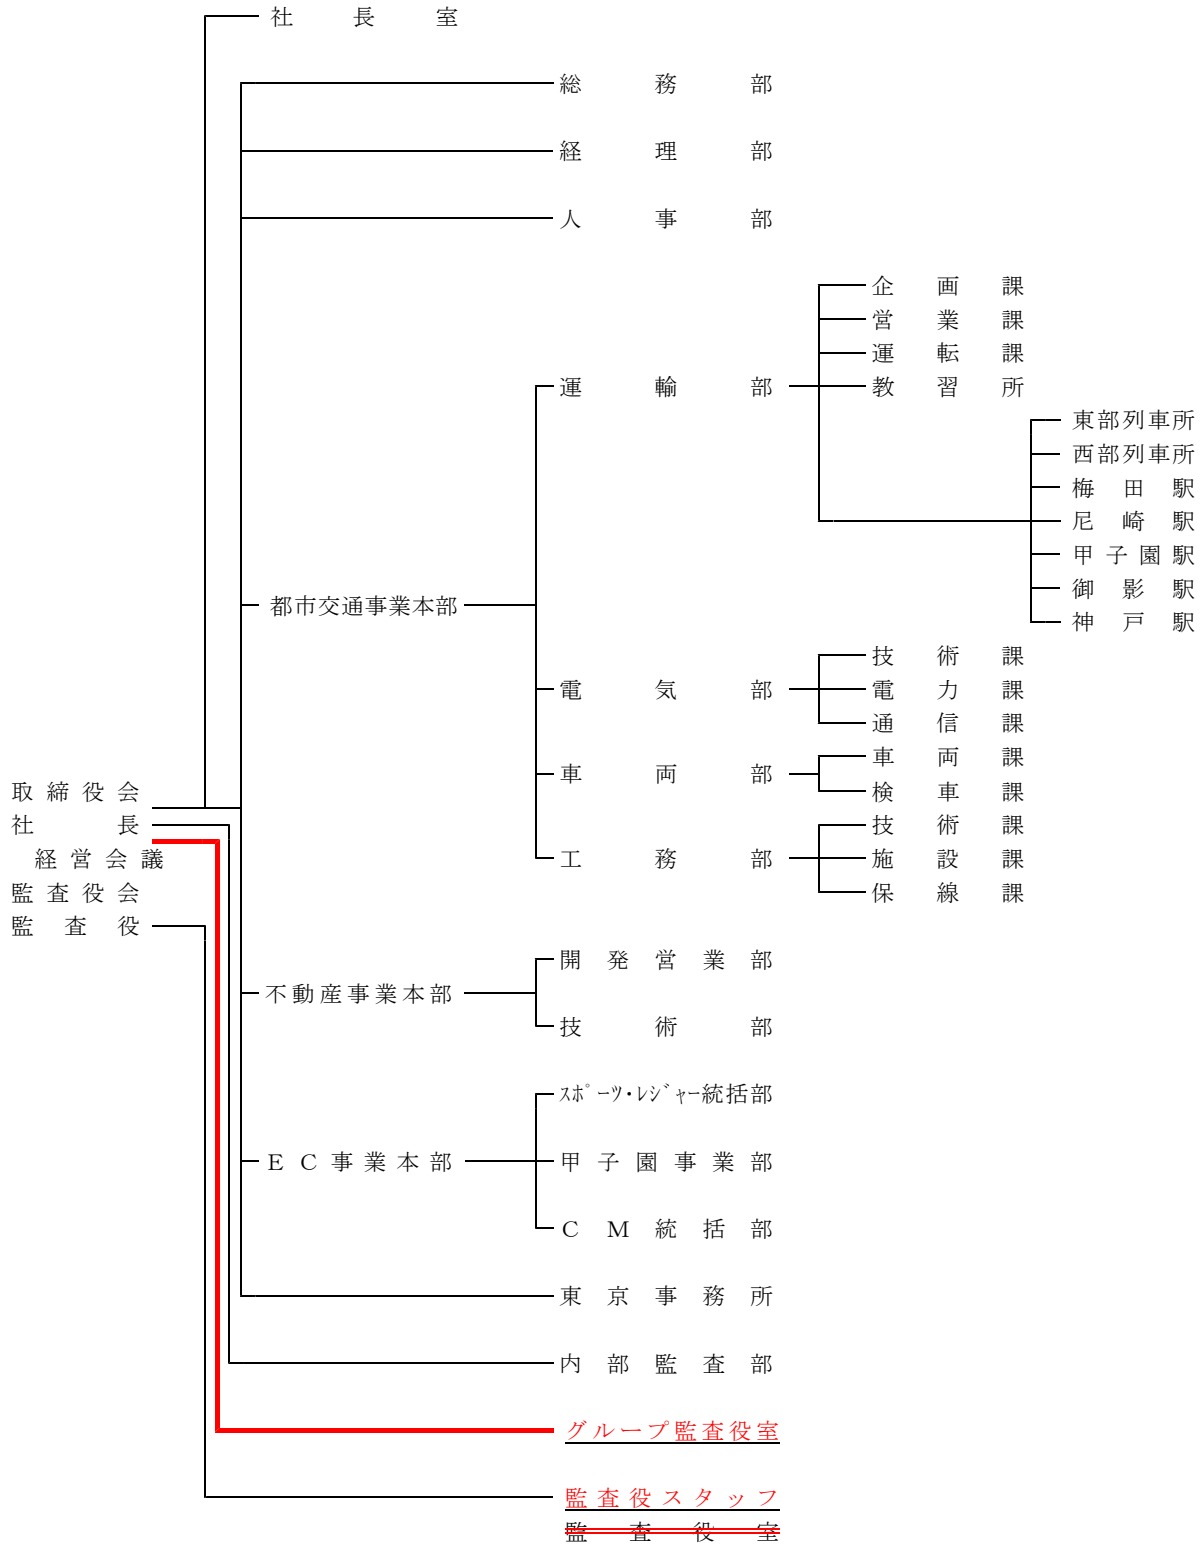 社長室
総務部
経理部
人事部
企画課
営業課
運転課
運輸部
教習所
東部列車所
西部列車所
梅田駅
尼崎駅
甲子園駅
御影駅
神戸駅
都市交通事業本部
技術課
電気部
電力課
通信課
車両課
車両部
検車課
取締役会
社長
技術課
経営会議
工務部
施設課
監査役会
保線課
監査役
開発営業部
不動産事業本部
技術部
スポーツ・レジャー統括部
EC事業本部
甲子園事業部
CM統括部
東京事務所
内部監査部
グループ監査役室
監査役スタッフ
監査役室